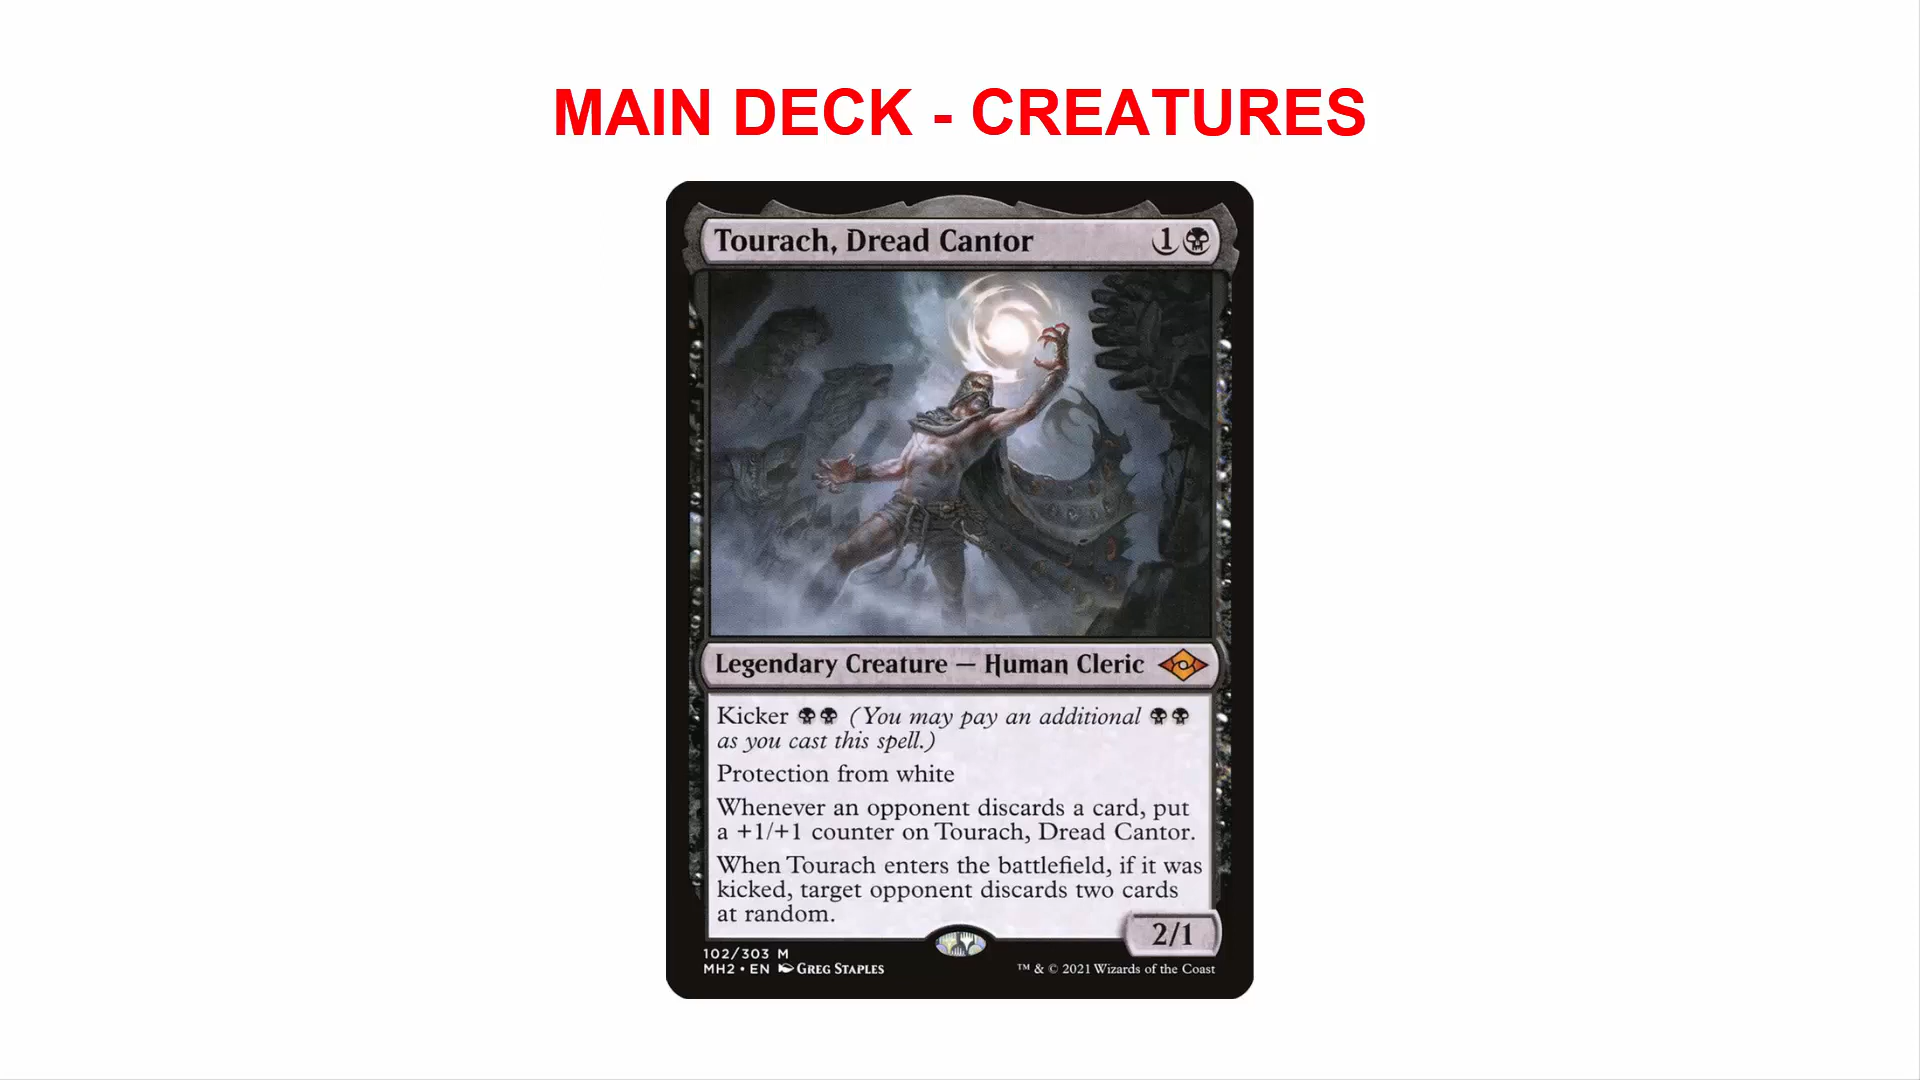 MAIN DECK - CREATURES
Tourach, Dread Cantor 1
Legendary Creature — Human Cleric
Kicker (You may pay an additional
as you cast this spell.)
Protection from white
Whenever an opponent discards a card, put
a +1/+1 counter on Tourach, Dread Cantor.
When Tourach enters the battlefield, if it was
kicked, target opponent discards two cards
at random.
2/1
102/303 M
MH2 • EN GREG STAPLES
™ & © 2021 Wizards of the Coast